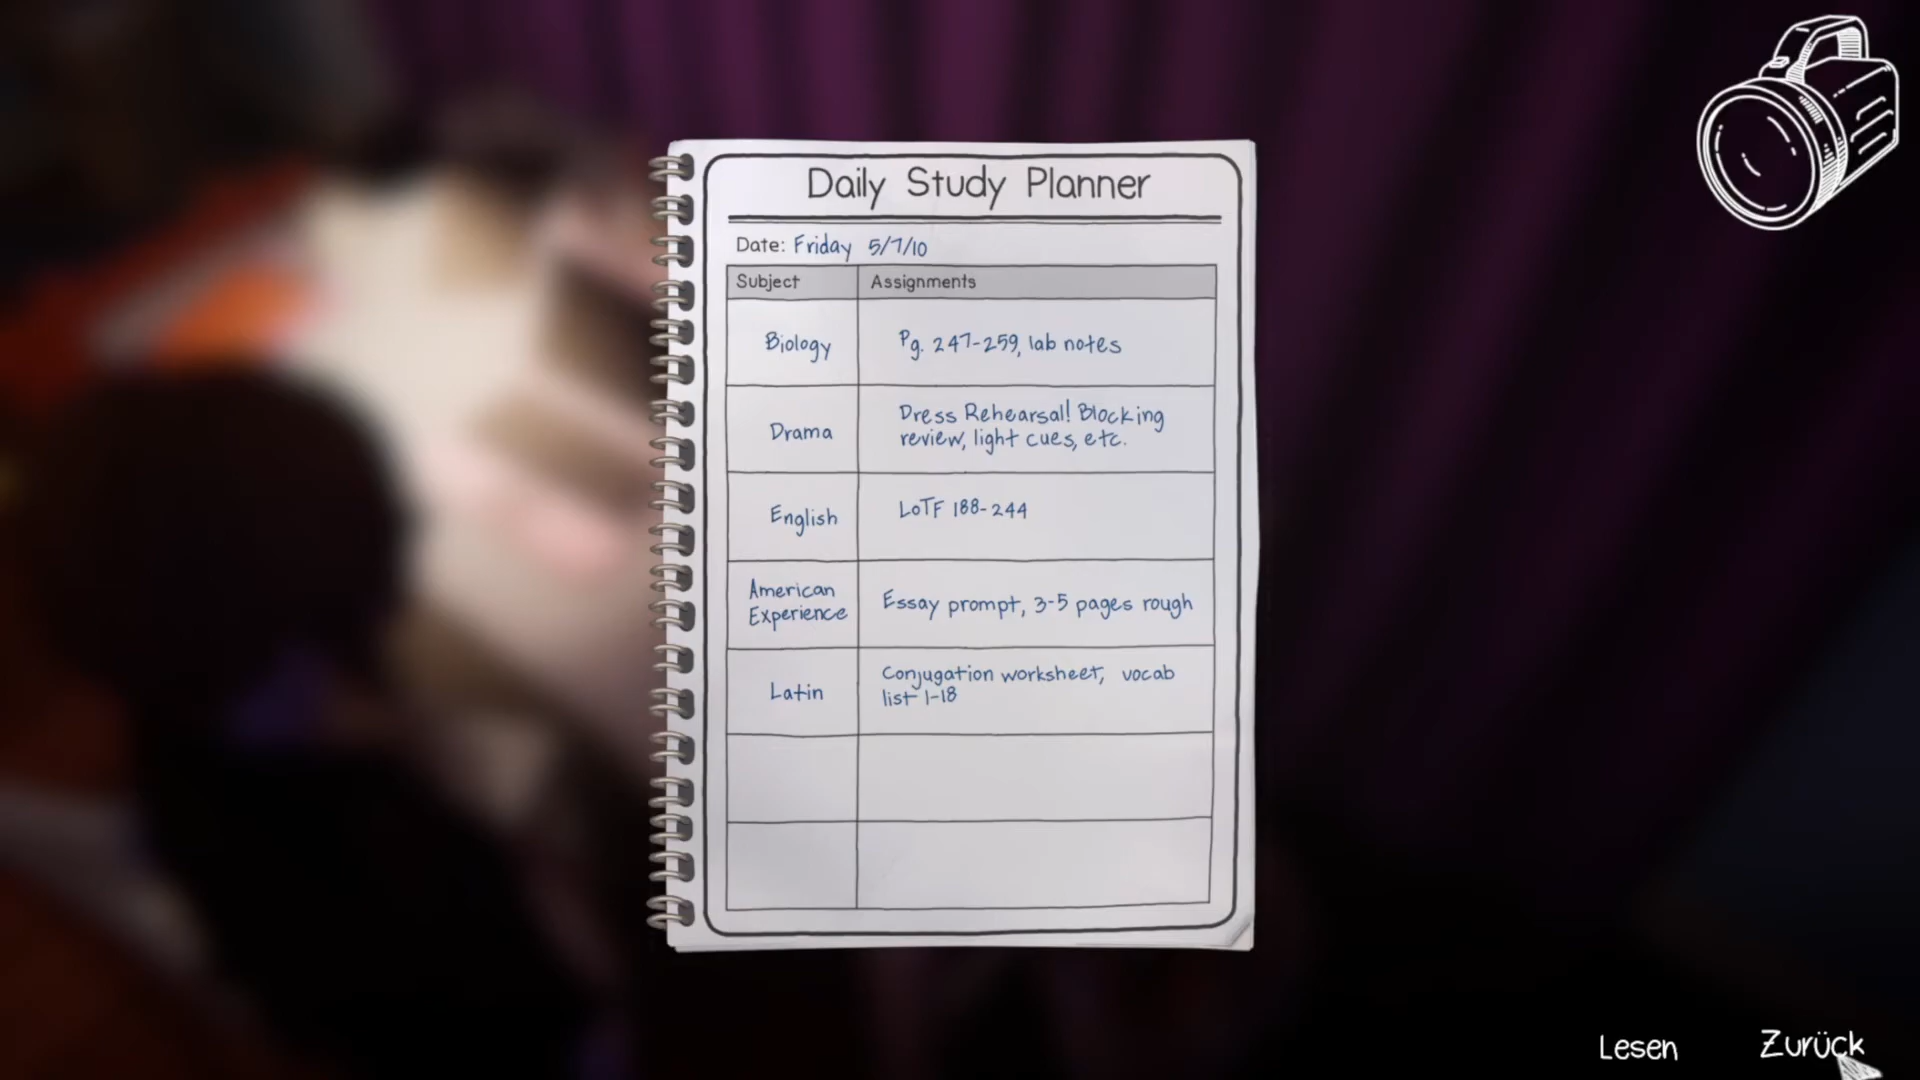 Daily Study Planner
Date: Friday 5/7/10
Subject Assignments
Biology Pg. 247-259, lab notes
Drama Dress Rehearsal! Blocking
review, light cues, etc.
English LoTF 188-244
American
Experience Essay prompt, 3-5 pages rough
Latin Conjugation worksheet, vocab
list 1-18
Lesen Zurück